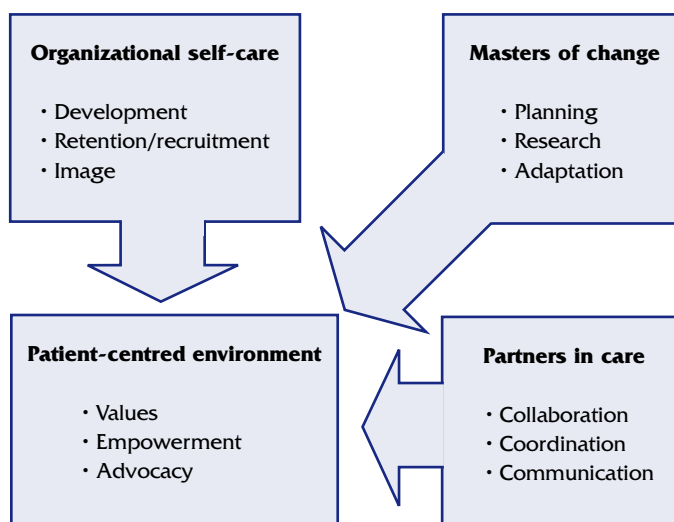 Organizational self-care
• Development
• Retention/recruitment
• Image
Masters of change
• Planning
• Research
• Adaptation
Patient-centred environment
• Values
• Empowerment
• Advocacy
Partners in care
• Collaboration
• Coordination
• Communication